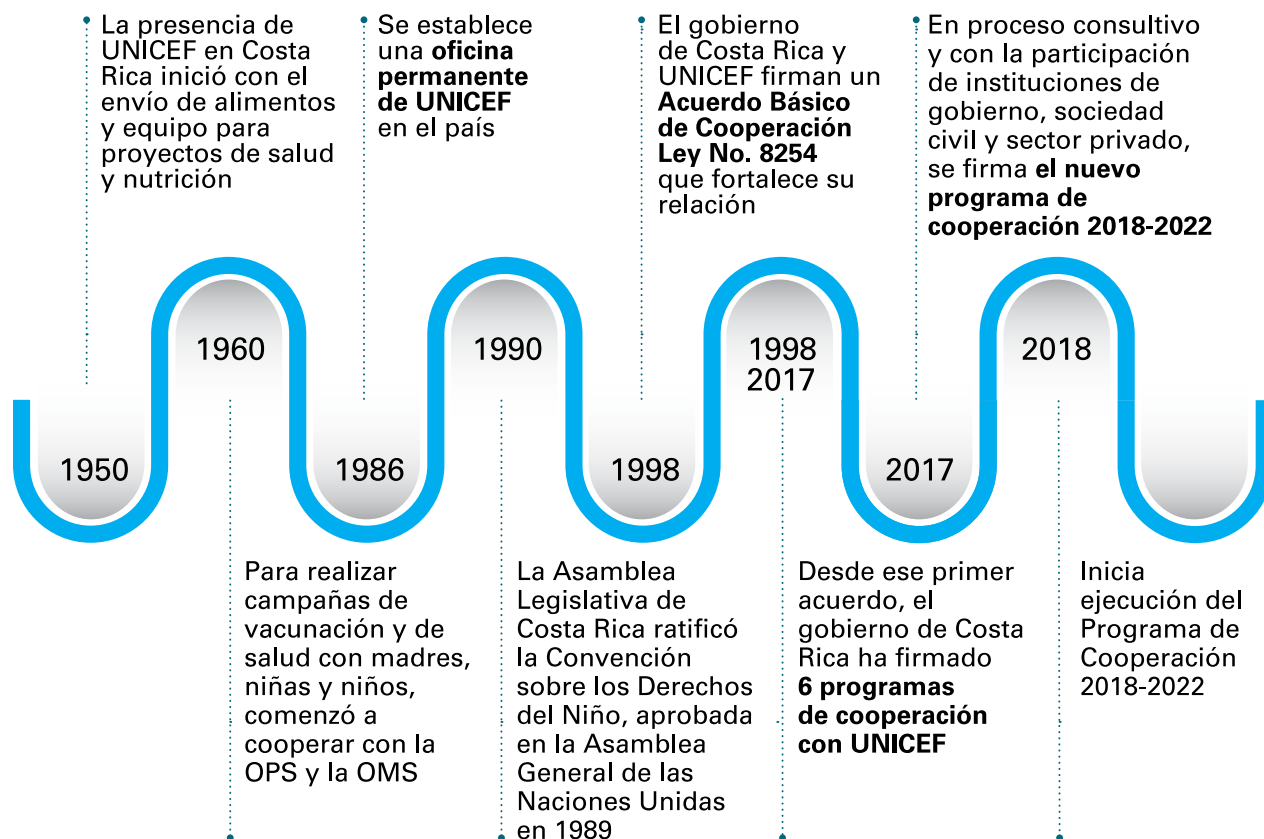 La presencia de
UNICEF en Costa
Rica inició con el
envío de alimentos
y equipo para
proyectos de salud
y nutrición
Se establece
una oficina
permanente
de UNICEF
en el país
El gobierno
de Costa Rica y
UNICEF firman un
Acuerdo Básico
de Cooperación
Ley No. 8254
que fortalece su
relación
En proceso consultivo
y con la participación
de instituciones de
gobierno, sociedad
civil y sector privado,
se firma el nuevo
programa de
cooperación 2018-2022
1960
1990
1998
2017
2018
1950
1986
1998
2017
Para realizar
campañas de
vacunación y de
salud con madres,
niñas y niños,
comenzó a
cooperar con la
OPS y la OMS
La Asamblea
Legislativa de
Costa Rica ratificó
la Convención
sobre los Derechos
del Niño, aprobada
en la Asamblea
General de las
Naciones Unidas
en 1989
Desde ese primer
acuerdo, el
gobierno de Costa
Rica ha firmado
6 programas
de cooperación
con UNICEF
Inicia
ejecución del
Programa de
Cooperación
2018-2022